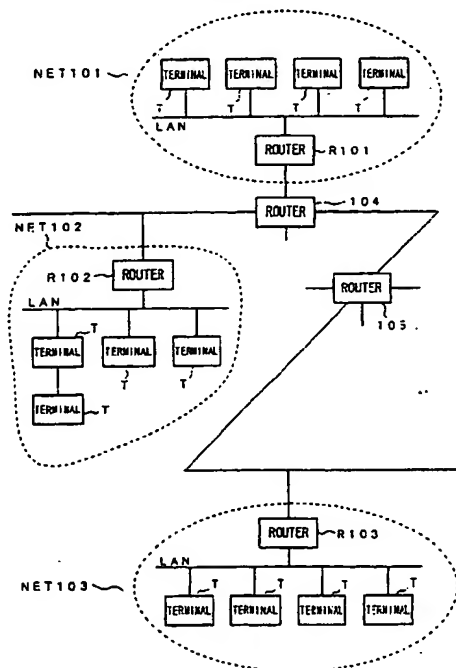 NET101
TERMINAL TERMINAL TERMINAL TERMINAL
T T T T
LAN
ROUTER R101
ROUTER 104
NET102
R102 ROUTER
ROUTER
105
LAN
T
TERMINAL TERMINAL TERMINAL
T T
TERMINAL T
ROUTER R103
LAN
T T T T
NET103 TERMINAL TERMINAL TERMINAL TERMINAL